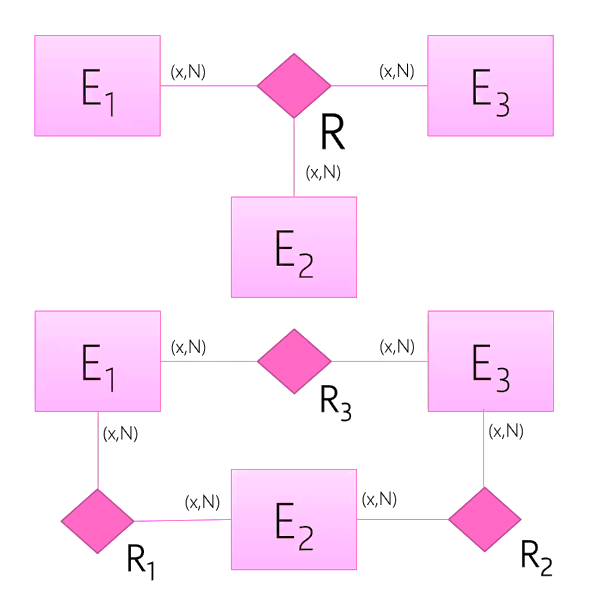 E1 (x,N) (x,N) E3
R
(x,N)
E2
E1 (x,N) (x,N) E3
R3
(x,N) (x,N)
(x,N) E2 (x,N)
R1 R2